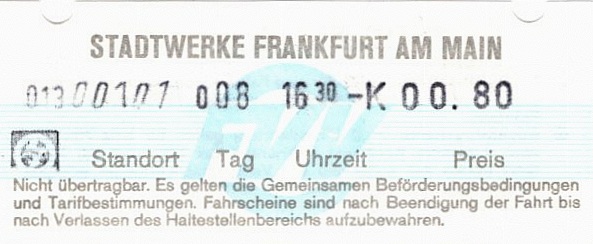 STADTWERKE FRANKFURT AM MAIN
01300101 008 16 30 -K 00.80
Standort Tag Uhrzeit Preis
Nicht übertragbar. Es gelten die Gemeinsamen Beförderungsbedingungen
und Tarifbestimmungen. Fahrscheine sind nach Beendigung der Fahrt bis
nach Verlassen des Haltestellenbereichs aufzubewahren.
FVV